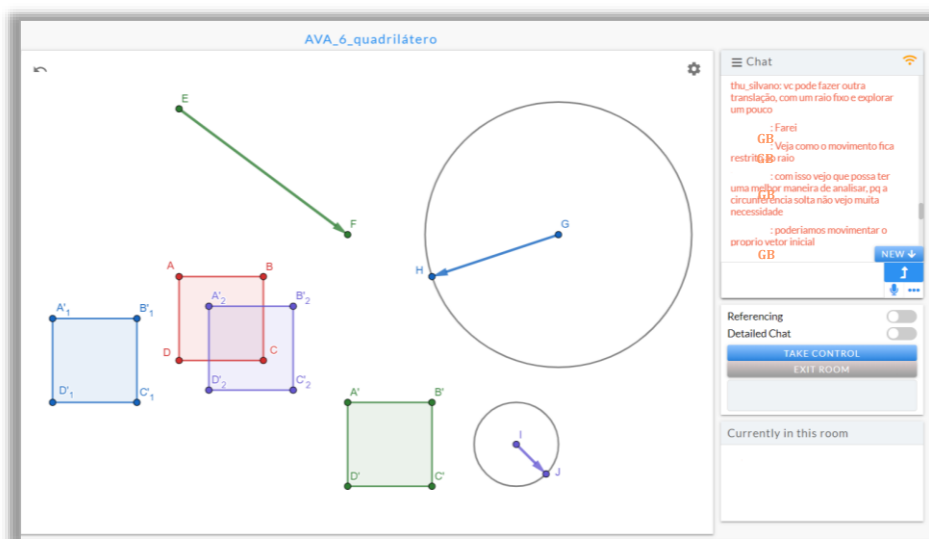 AVA_6_quadrilátero
E
F
G
H
A
B
A'₂
B'₂
A'₁
B'₁
D
C
D'₂
C'₂
D'₁
C'₁
A'
B'
I
J
D'
C'
Chat
thu_silvano: vc pode fazer outra
translação, com um raio fixo e explorar
um pouco
: Farei
GB : Veja como o movimento fica
restrito GB o raio
: com isso vejo que possa ter
uma melhor maneira de analisar, pq a
GB
circunferência solta não vejo muita
necessidade
: poderiamos movimentar o
proprio vetor inicial
GB
NEW
Referencing
Detailed Chat
TAKE CONTROL
EXIT ROOM
Currently in this room